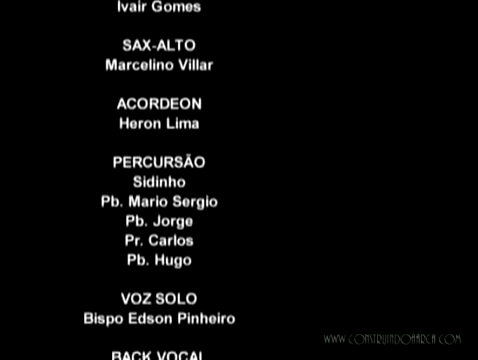 Ivair Gomes
SAX-ALTO
Marcelino Villar
ACORDEON
Heron Lima
PERCURSÃO
Sidinho
Pb. Mario Sergio
Pb. Jorge
Pr. Carlos
Pb. Hugo
VOZ SOLO
Bispo Edson Pinheiro
BACK VOCAL
WWW.CONSTRUINDOAARCA.COM